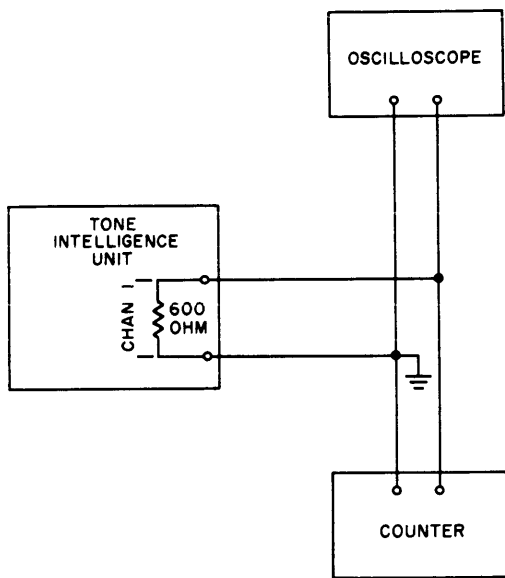 OSCILLOSCOPE
TONE
INTELLIGENCE
UNIT
CHAN 1
600
OHM
COUNTER